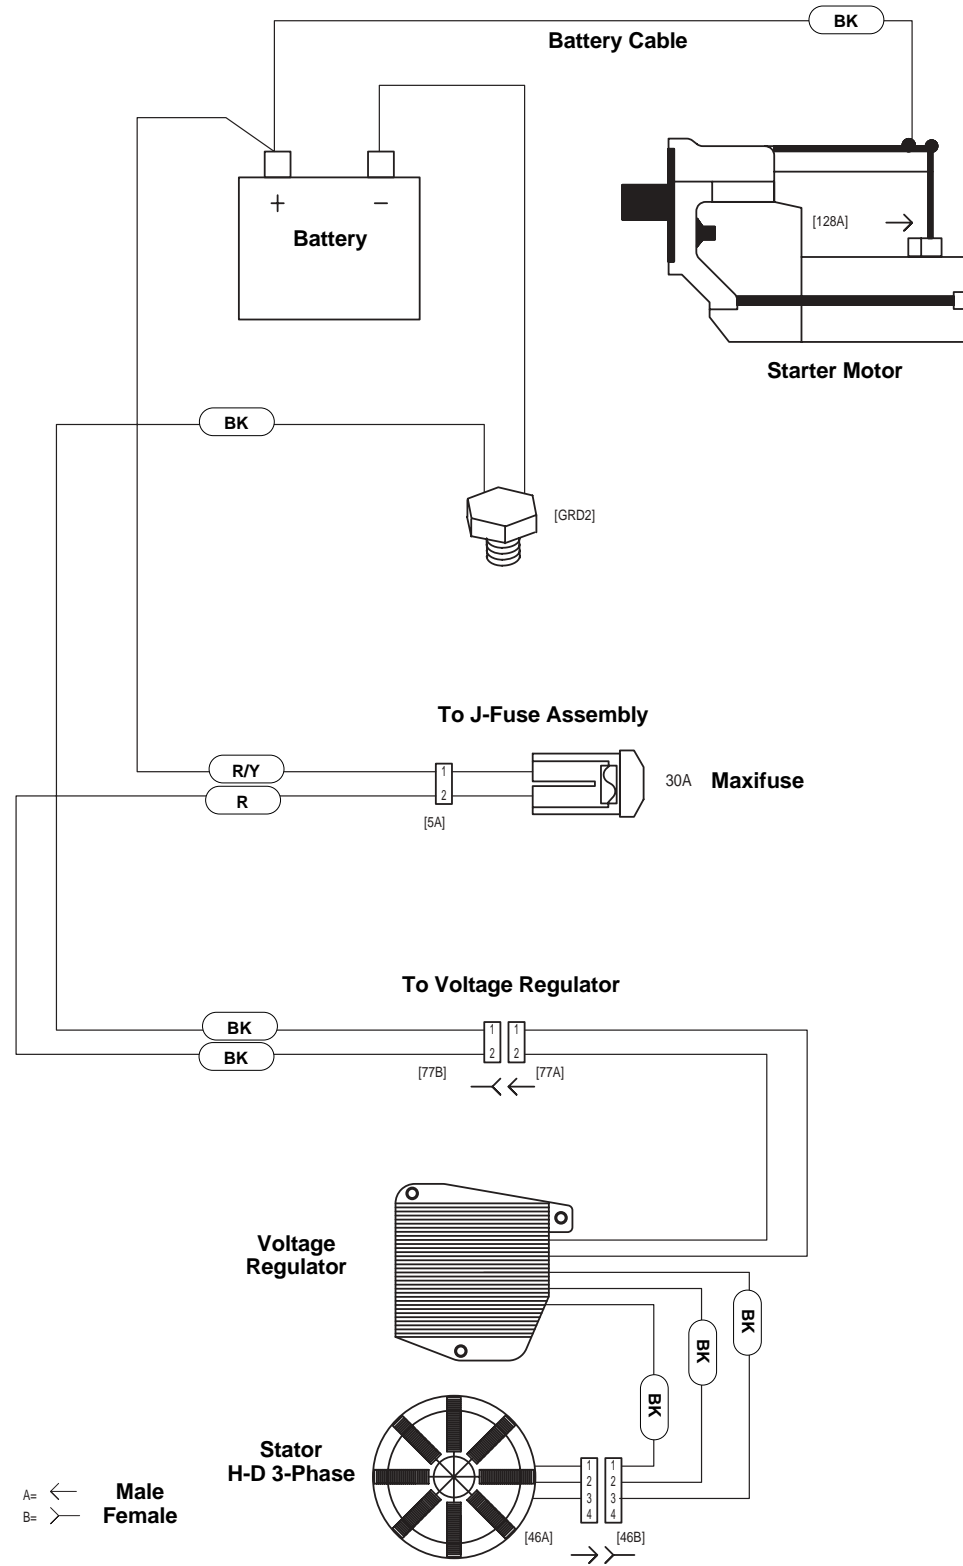 BK
Battery Cable
+
−
Battery
[128A]
Starter Motor
BK
[GRD2]
To J-Fuse Assembly
R/Y
1
30A Maxifuse
R
2
[5A]
To Voltage Regulator
BK
1
1
BK
2
2
[77B]
[77A]
Voltage
Regulator
BK
BK
BK
Stator
H-D 3-Phase
1
1
2
2
3
3
4
4
[46A]
[46B]
A= Male
B= Female